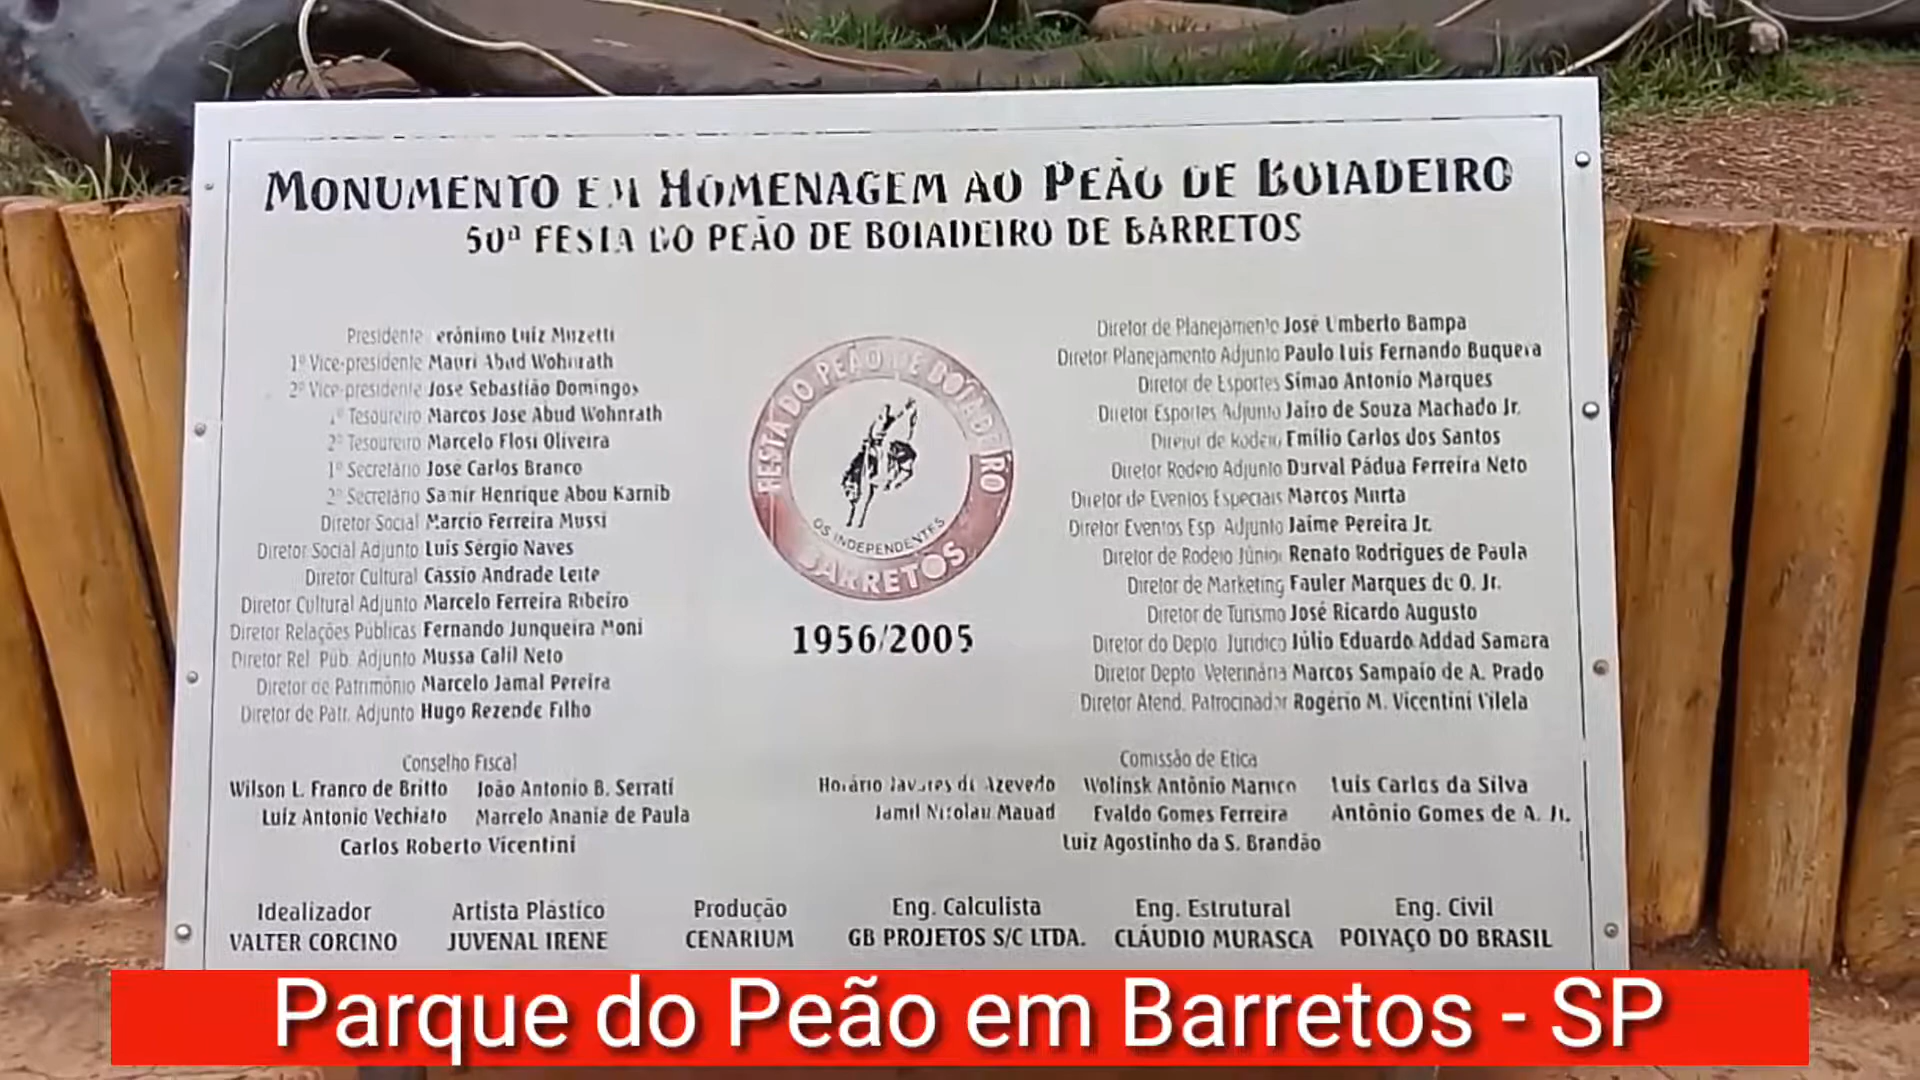 MONUMENTO EM HOMENAGEM AO PEÃO DE BOIADEIRO
50ª FESTA DO PEÃO DE BOIADEIRO DE BARRETOS
Presidente erônimo Luiz Muzetti
1º Vice-presidente Mauri Abud Wohnrath
2º Vice-presidente Jose Sebastião Domingos
1º Tesoureiro Marcos Jose Abud Wohnrath
2º Tesoureiro Marcelo Flosi Oliveira
1º Secretário José Carlos Branco
2º Secretário Samir Henrique Abou Karnib
Diretor Social Marcio Ferreira Mussi
Diretor Social Adjunto Luis Sérgio Naves
Diretor Cultural Cássio Andrade Leite
Diretor Cultural Adjunto Marcelo Ferreira Ribeiro
Diretor Relações Públicas Fernando Junqueira Moni
Diretor Rel. Púb. Adjunto Mussa Calil Neto
Diretor de Patrimônio Marcelo Jamal Pereira
Diretor de Patr. Adjunto Hugo Rezende Filho
FESTA DO PEÃO DE BOIADEIRO
OS INDEPENDENTES
BARRETOS
1956/2005
Diretor de Planejamento José Umberto Bampa
Diretor Planejamento Adjunto Paulo Luis Fernando Buquera
Diretor de Esportes Simao Antonio Marques
Diretor Esportes Adjunto Jairo de Souza Machado Jr.
Diretor de Rodeio Emílio Carlos dos Santos
Diretor Rodeio Adjunto Durval Pádua Ferreira Neto
Diretor de Eventos Especiais Marcos Murta
Diretor Eventos Esp. Adjunto Jaime Pereira Jr.
Diretor de Rodeio Júnior Renato Rodrigues de Paula
Diretor de Marketing Fauler Marques de O. Jr.
Diretor de Turismo José Ricardo Augusto
Diretor do Depto. Jurídico Júlio Eduardo Addad Samara
Diretor Depto. Veterinária Marcos Sampaio de A. Prado
Diretor Atend. Patrocinador Rogério M. Vicentini Vilela
Conselho Fiscal
Wilson L. Franco de Britto João Antonio B. Serrati
Luiz Antonio Vechiato Marcelo Anania de Paula
Carlos Roberto Vicentini
Comissão de Etica
Horário Tavares de Azevedo Wolinsk Antônio Luis Carlos da Silva
Jamil Nicolau Mauad Evaldo Gomes Ferreira Antônio Gomes de A. Jr.
Luiz Agostinho da S. Brandão
Idealizador Artista Plástico Produção Eng. Calculista Eng. Estrutural Eng. Civil
VALTER CORCINO JUVENAL IRENE CENARIUM GB PROJETOS S/C LTDA. CLÁUDIO MURASCA POLYAÇO DO BRASIL
Parque do Peão em Barretos - SP